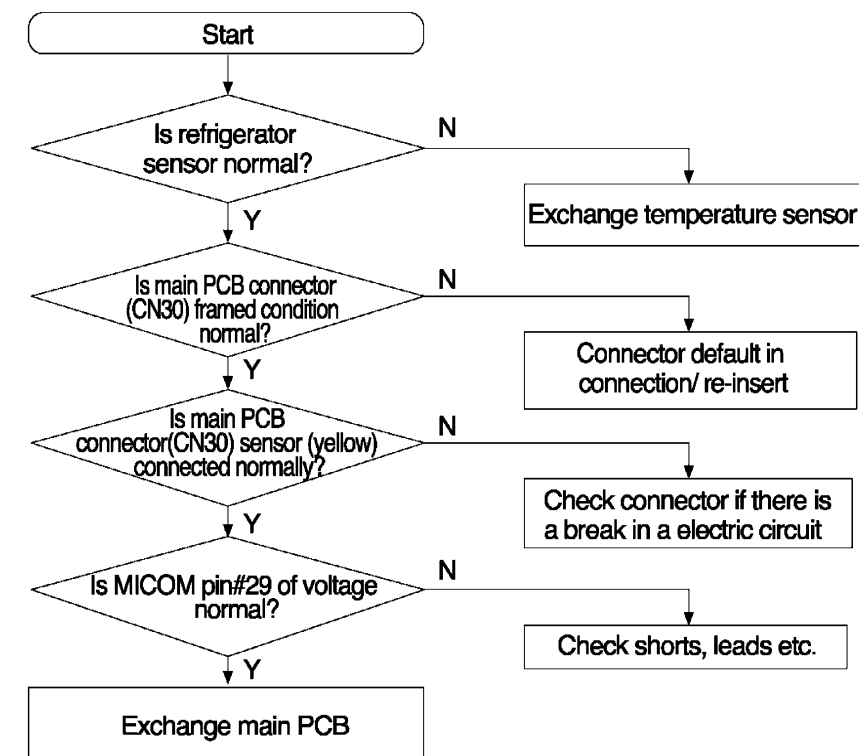 Start
Is refrigerator
sensor normal?
N
Exchange temperature sensor
Y
Is main PCB connector
(CN30) framed condition
normal?
N
Connector default in
connection/ re-insert
Y
Is main PCB
connector(CN30) sensor (yellow)
connected normally?
N
Check connector if there is
a break in a electric circuit
Y
Is MICOM pin#29 of voltage
normal?
N
Check shorts, leads etc.
Y
Exchange main PCB